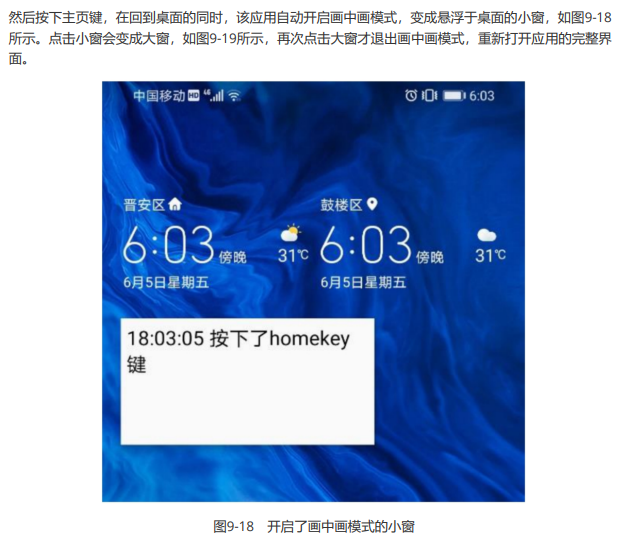 然后按下主页键，在回到桌面的同时，该应用自动开启画中画模式，变成悬浮于桌面的小窗，如图9-18
所示。点击小窗会变成大窗，如图9-19所示，再次点击大窗才退出画中画模式，重新打开应用的完整界
面。
中国移动 HD 46 6:03
晋安区 鼓楼区
6:03 傍晚 31℃ 6:03 傍晚 31℃
6月5日星期五 6月5日星期五
18:03:05 按下了homekey
键
图9-18 开启了画中画模式的小窗